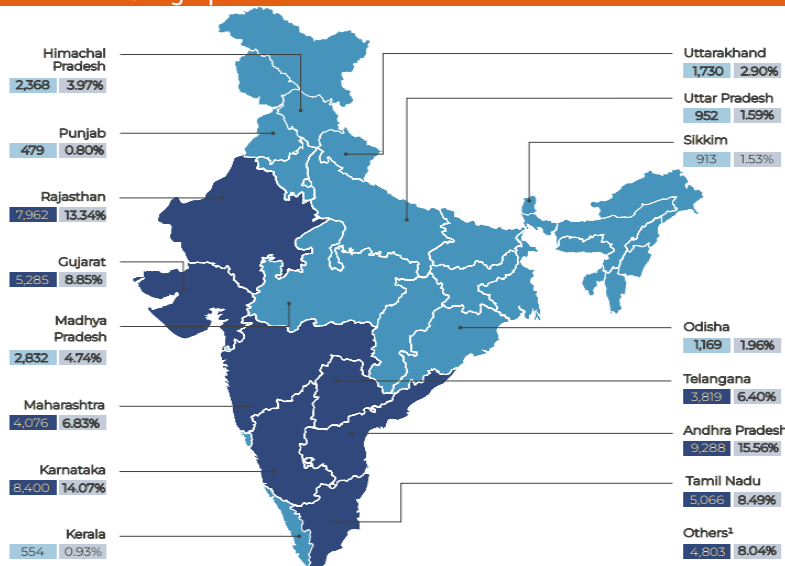 Himachal
Pradesh
2,368 3.97%
Punjab
479 0.80%
Rajasthan
7,962 13.34%
Gujarat
5,285 8.85%
Madhya
Pradesh
2,832 4.74%
Maharashtra
4,076 6.83%
Karnataka
8,400 14.07%
Kerala
554 0.93%
Uttarakhand
1,730 2.90%
Uttar Pradesh
952 1.59%
Sikkim
913 1.53%
Odisha
1,169 1.96%
Telangana
3,819 6.40%
Andhra Pradesh
9,288 15.56%
Tamil Nadu
5,066 8.49%
Others¹
4,803 8.04%